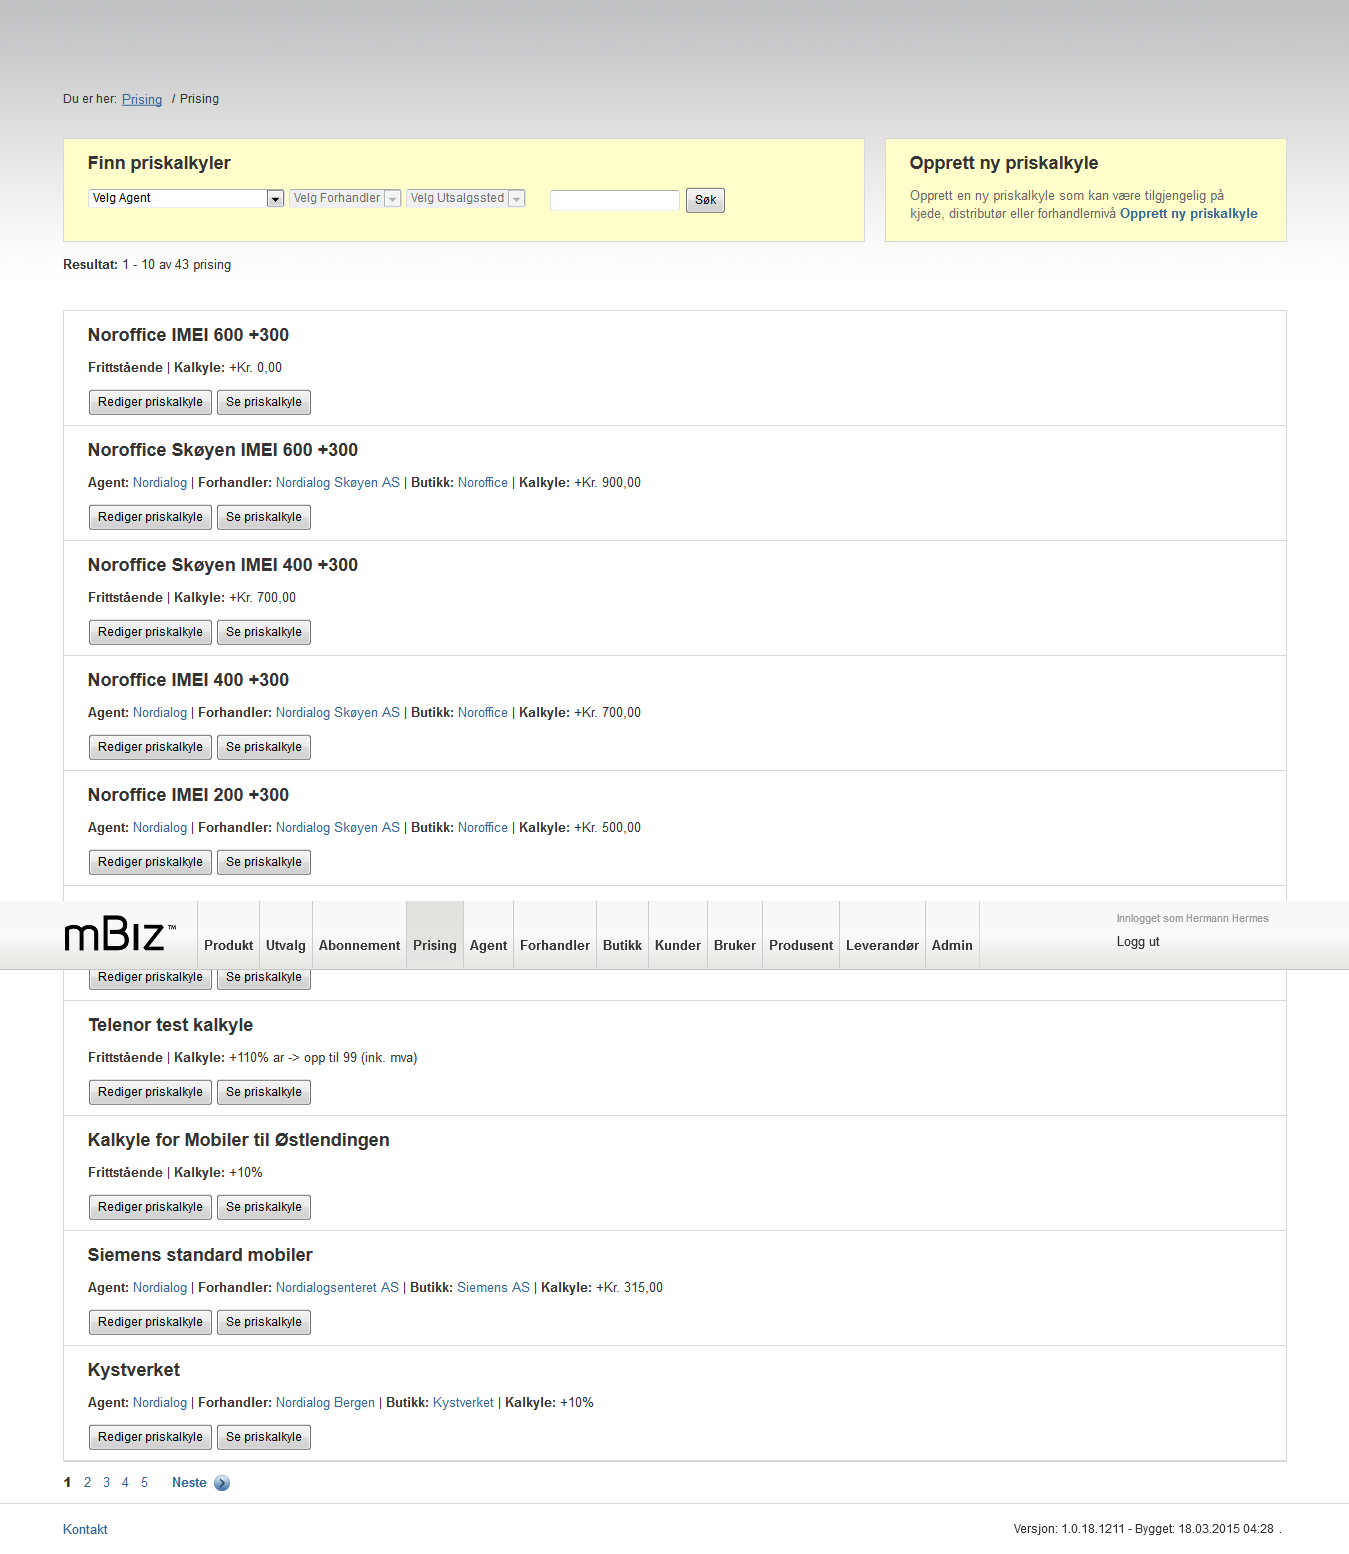 Du er her: Prising / Prising
Finn priskalkyler
Velg Agent Velg Forhandler Velg Utsalgssted Søk
Opprett ny priskalkyle
Opprett en ny priskalkyle som kan være tilgjengelig på
kjede, distributør eller forhandlernivå Opprett ny priskalkyle
Resultat: 1 - 10 av 43 prising
Noroffice IMEI 600 +300
Frittstående | Kalkyle: +Kr. 0,00
Rediger priskalkyle Se priskalkyle
Noroffice Skøyen IMEI 600 +300
Agent: Nordialog | Forhandler: Nordialog Skøyen AS | Butikk: Noroffice | Kalkyle: +Kr. 900,00
Rediger priskalkyle Se priskalkyle
Noroffice Skøyen IMEI 400 +300
Frittstående | Kalkyle: +Kr. 700,00
Rediger priskalkyle Se priskalkyle
Noroffice IMEI 400 +300
Agent: Nordialog | Forhandler: Nordialog Skøyen AS | Butikk: Noroffice | Kalkyle: +Kr. 700,00
Rediger priskalkyle Se priskalkyle
Noroffice IMEI 200 +300
Agent: Nordialog | Forhandler: Nordialog Skøyen AS | Butikk: Noroffice | Kalkyle: +Kr. 500,00
Rediger priskalkyle Se priskalkyle
Innlogget som Hermann Hermes
mBiz™ Produkt Utvalg Abonnement Prising Agent Forhandler Butikk Kunder Bruker Produsent Leverandør Admin Logg ut
Rediger priskalkyle Se priskalkyle
Telenor test kalkyle
Frittstående | Kalkyle: +110% ar -> opp til 99 (ink. mva)
Rediger priskalkyle Se priskalkyle
Kalkyle for Mobiler til Østlendingen
Frittstående | Kalkyle: +10%
Rediger priskalkyle Se priskalkyle
Siemens standard mobiler
Agent: Nordialog | Forhandler: Nordialogsenteret AS | Butikk: Siemens AS | Kalkyle: +Kr. 315,00
Rediger priskalkyle Se priskalkyle
Kystverket
Agent: Nordialog | Forhandler: Nordialog Bergen | Butikk: Kystverket | Kalkyle: +10%
Rediger priskalkyle Se priskalkyle
1 2 3 4 5 Neste
Kontakt Versjon: 1.0.18.1211 - Bygget: 18.03.2015 04:28 .